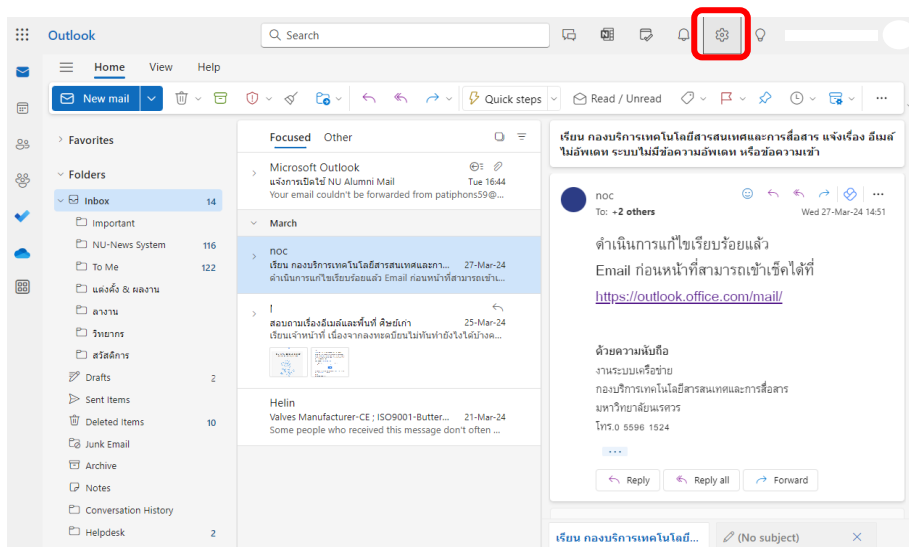 Outlook
Search
Home View Help
New mail
Quick steps
Read / Unread
Favorites
Folders
Inbox 14
Important
NU-News System 116
To Me 122
แต่งตั้ง & ผลงาน
ลางาน
วิทยากร
สวัสดิการ
Drafts 2
Sent Items
Deleted Items 10
Junk Email
Archive
Notes
Conversation History
Helpdesk 2
Focused Other
Microsoft Outlook
แจ้งการเปิดใช้ NU Alumni Mail Tue 16:44
Your email couldn't be forwarded from patiphons59@...
March
noc
เรียน กองบริการเทคโนโลยีสารสนเทศและกา... 27-Mar-24
ดำเนินการแก้ไขเรียบร้อยแล้ว Email ก่อนหน้าที่สามารถเข้าเ...
สอบถามเรื่องอีเมล์และพื้นที่ ศิษย์เก่า 25-Mar-24
เรียนเจ้าหน้าที่ เนื่องจากลงทะเบียนไม่ทันทำยังไงได้บ้างค...
Helin
Valves Manufacturer-CE ; ISO9001-Butter... 21-Mar-24
Some people who received this message don't often ...
เรียน กองบริการเทคโนโลยีสารสนเทศและการสื่อสาร แจ้งเรื่อง อีเมล์
ไม่อัพเดท ระบบไม่มีข้อความอัพเดท หรือข้อความเข้า
noc
To: +2 others Wed 27-Mar-24 14:51
ดำเนินการแก้ไขเรียบร้อยแล้ว
Email ก่อนหน้าที่สามารถเข้าเช็คได้ที่
https://outlook.office.com/mail/
ด้วยความนับถือ
งานระบบเครือข่าย
กองบริการเทคโนโลยีสารสนเทศและการสื่อสาร
มหาวิทยาลัยนเรศวร
โทร.0 5596 1524
...
Reply Reply all Forward
เรียน กองบริการเทคโนโลยี...
(No subject)